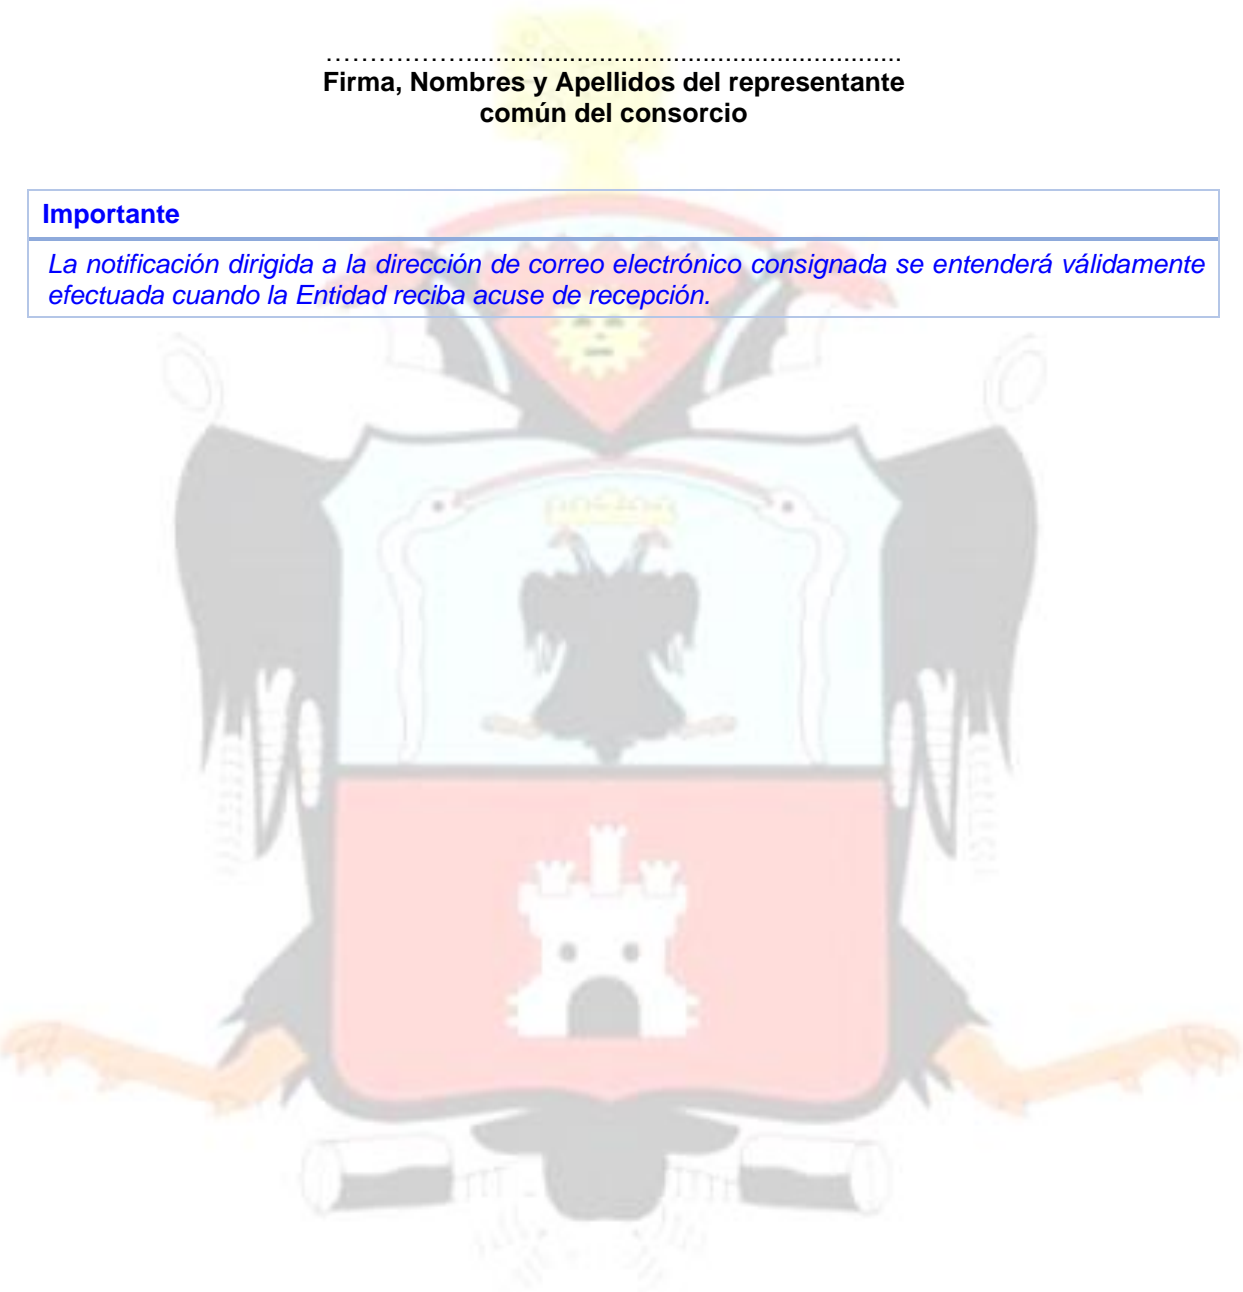 ……………............................................................
Firma, Nombres y Apellidos del representante
común del consorcio
Importante
La notificación dirigida a la dirección de correo electrónico consignada se entenderá válidamente
efectuada cuando la Entidad reciba acuse de recepción.